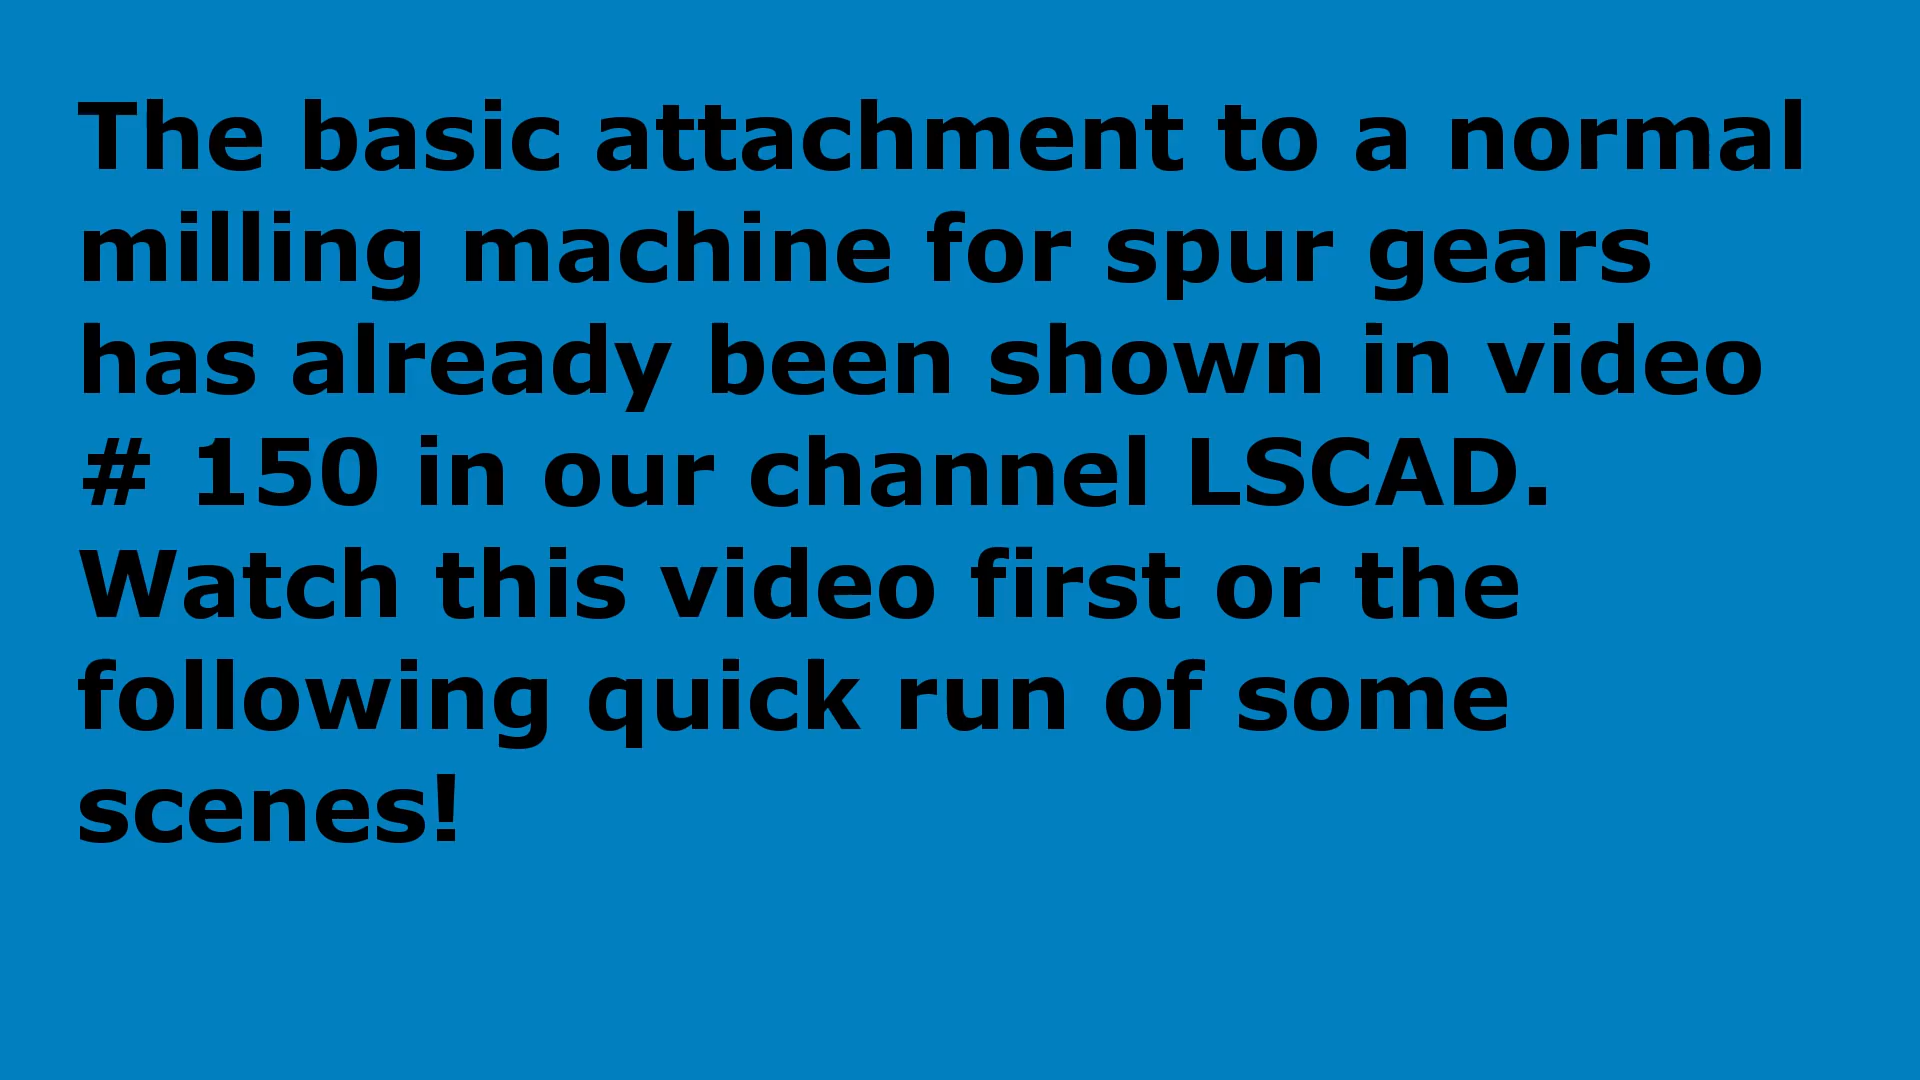 The basic attachment to a normal
milling machine for spur gears
has already been shown in video
# 150 in our channel LSCAD.
Watch this video first or the
following quick run of some
scenes!